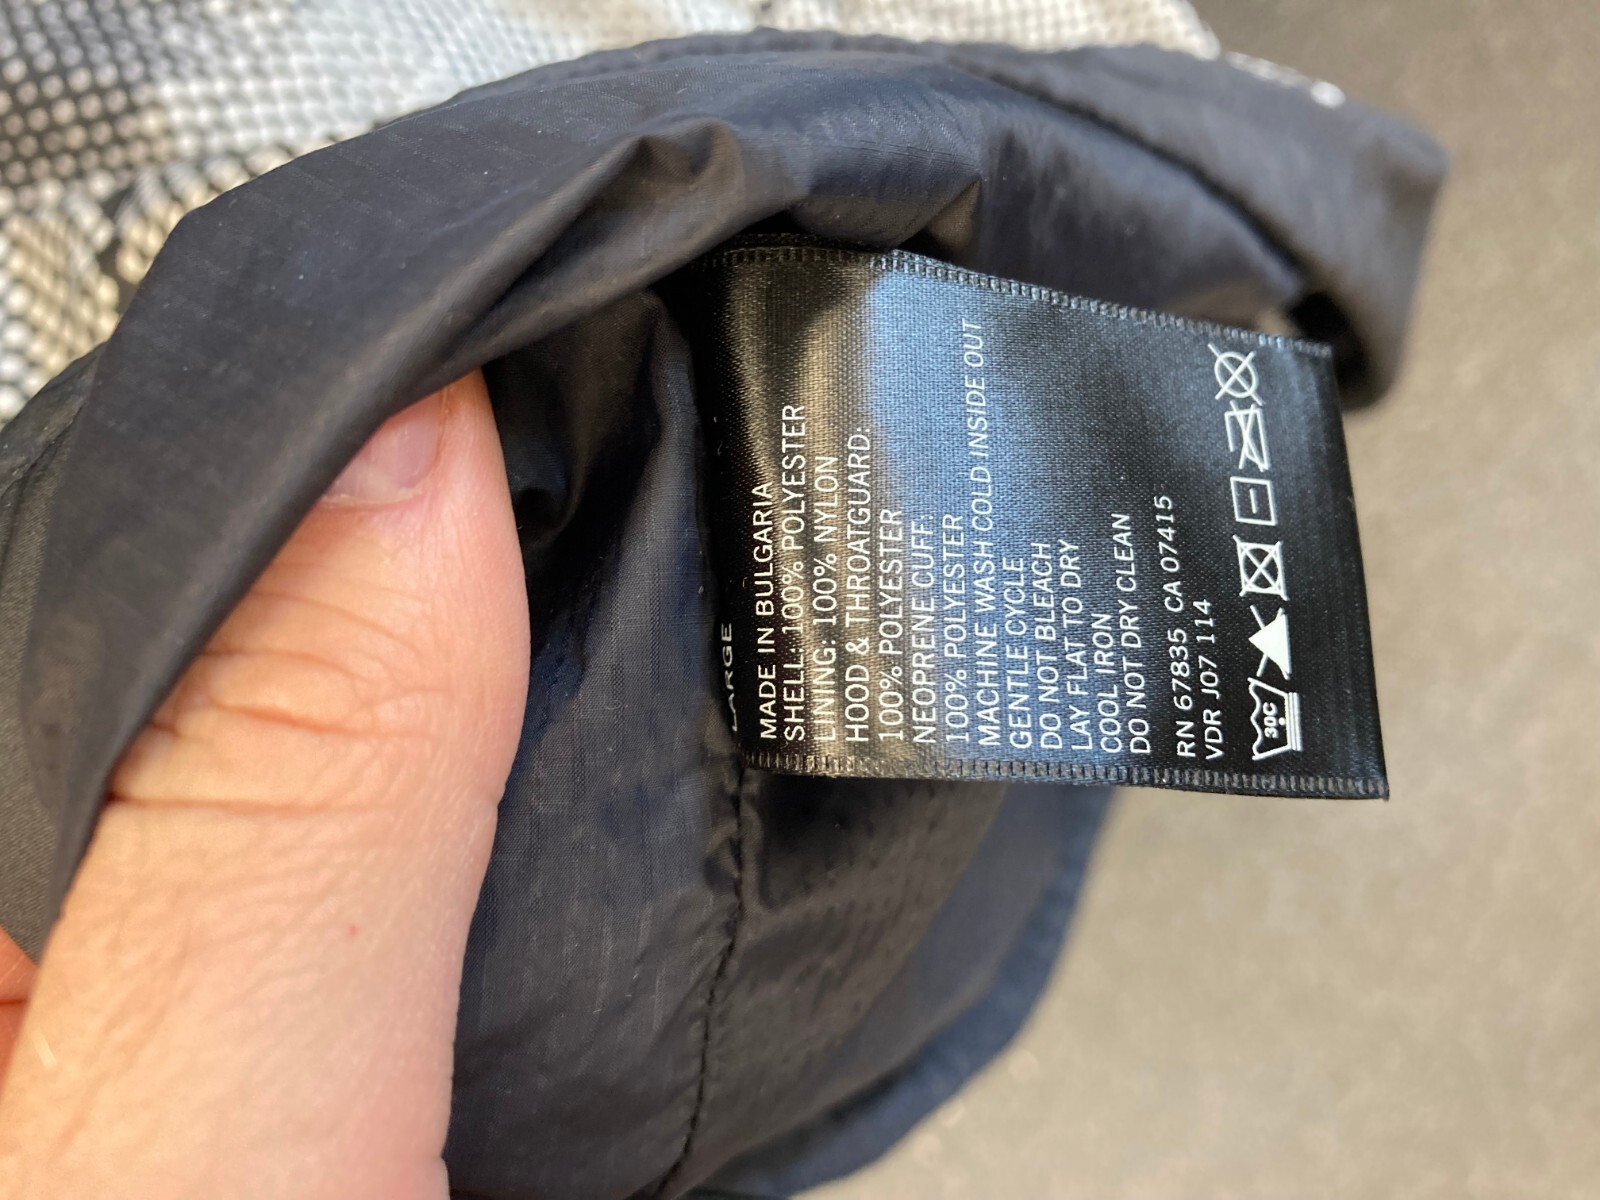 LARGE
MADE IN BULGARIA
SHELL: 100% POLYESTER
LINING: 100% NYLON
HOOD & THROATGUARD:
100% POLYESTER
NEOPRENE CUFF:
100% POLYESTER
MACHINE WASH COLD INSIDE OUT
GENTLE CYCLE
DO NOT BLEACH
LAY FLAT TO DRY
COOL IRON
DO NOT DRY CLEAN
RN 67835 CA 07415
VDR J07 114
30C